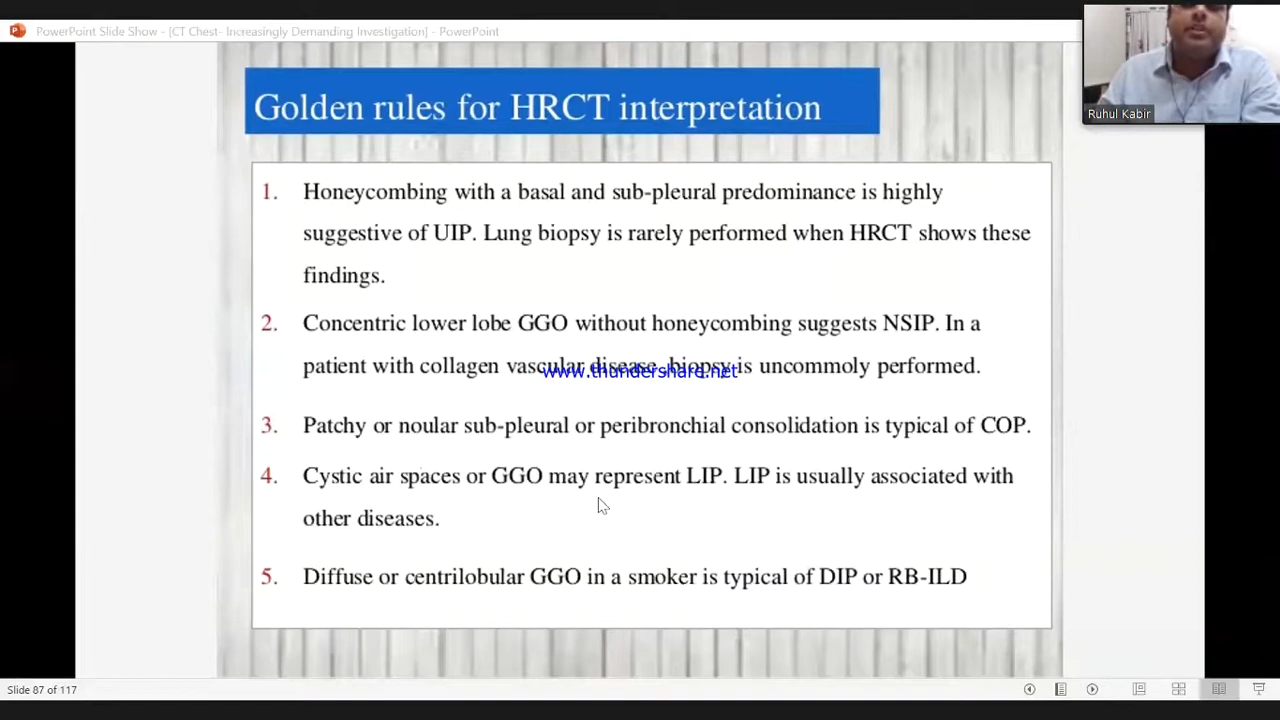 PowerPoint Slide Show - [CT Chest- Increasingly Demanding Investigation] - PowerPoint
Ruhul Kabir
Golden rules for HRCT interpretation
1. Honeycombing with a basal and sub-pleural predominance is highly
suggestive of UIP. Lung biopsy is rarely performed when HRCT shows these
findings.
2. Concentric lower lobe GGO without honeycombing suggests NSIP. In a
patient with collagen vascular disease, biopsy is uncommoly performed.
www.thundershare.net
3. Patchy or noular sub-pleural or peribronchial consolidation is typical of COP.
4. Cystic air spaces or GGO may represent LIP. LIP is usually associated with
other diseases.
5. Diffuse or centrilobular GGO in a smoker is typical of DIP or RB-ILD
Slide 87 of 117